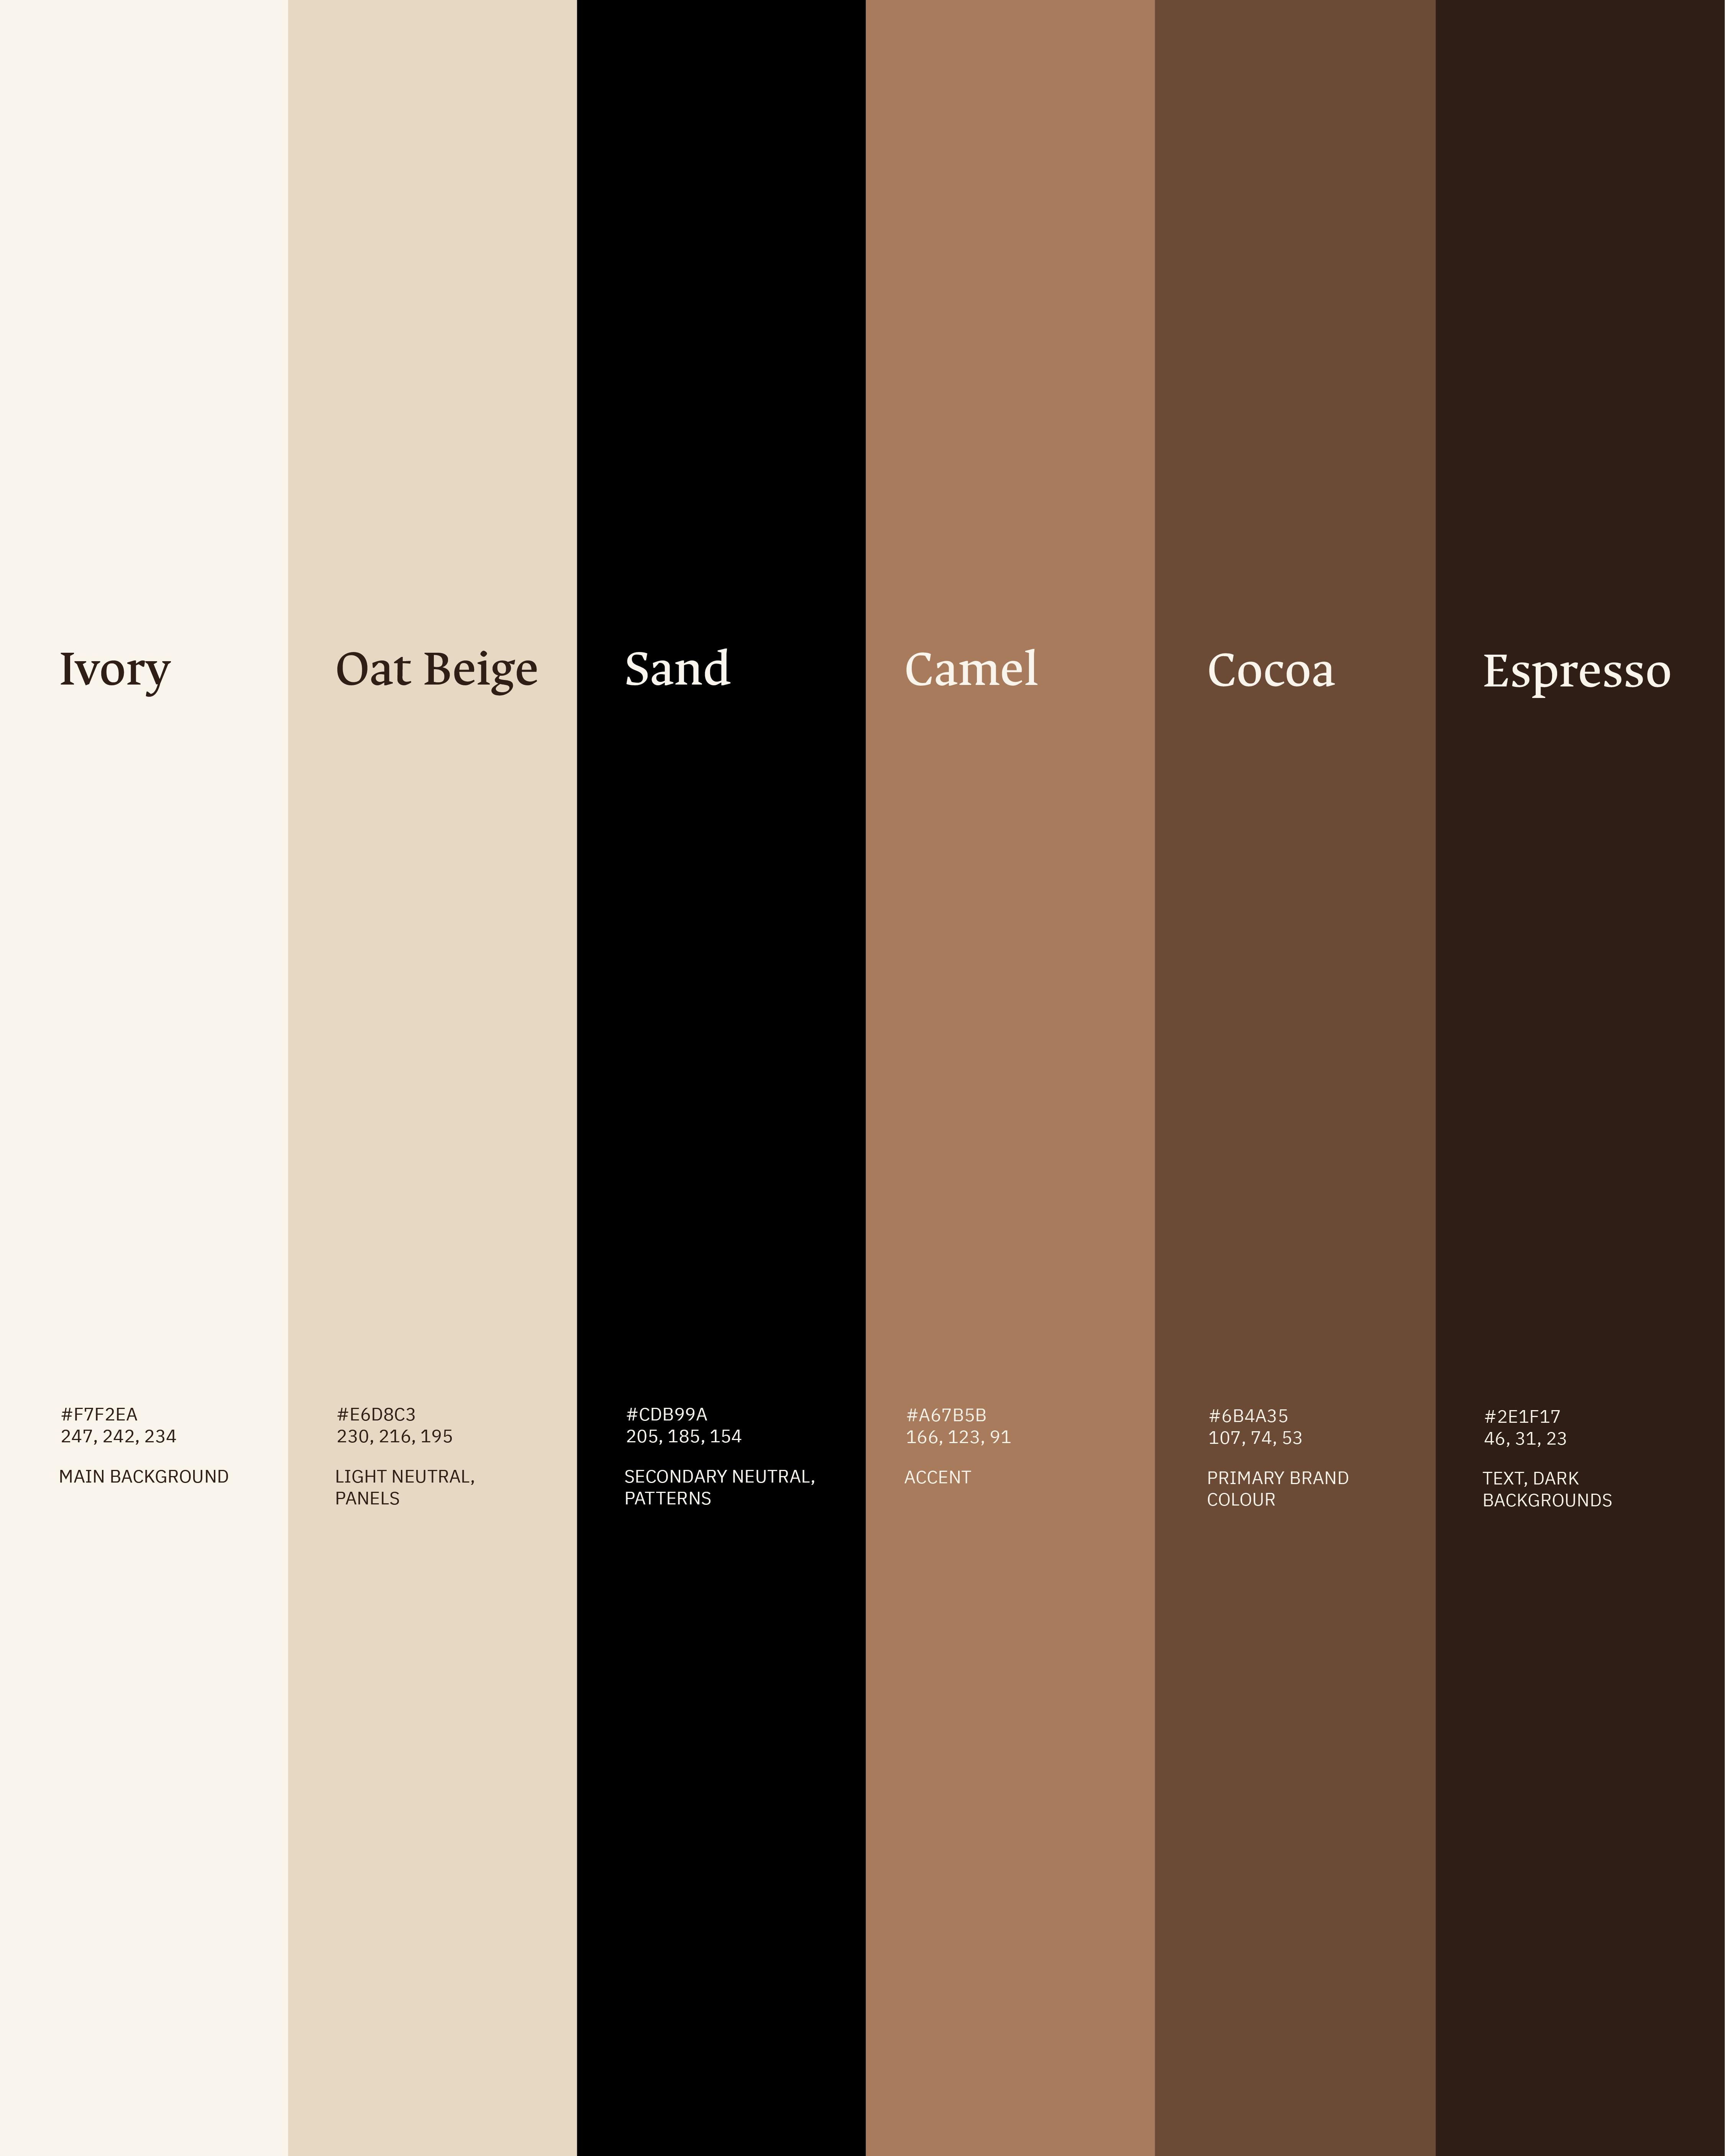 Ivory
Oat Beige
Sand
Camel
Cocoa
Espresso
#F7F2EA
247, 242, 234
MAIN BACKGROUND
#E6D8C3
230, 216, 195
LIGHT NEUTRAL,
PANELS
#CDB99A
205, 185, 154
SECONDARY NEUTRAL,
PATTERNS
#A67B5B
166, 123, 91
ACCENT
#6B4A35
107, 74, 53
PRIMARY BRAND
COLOUR
#2E1F17
46, 31, 23
TEXT, DARK
BACKGROUNDS